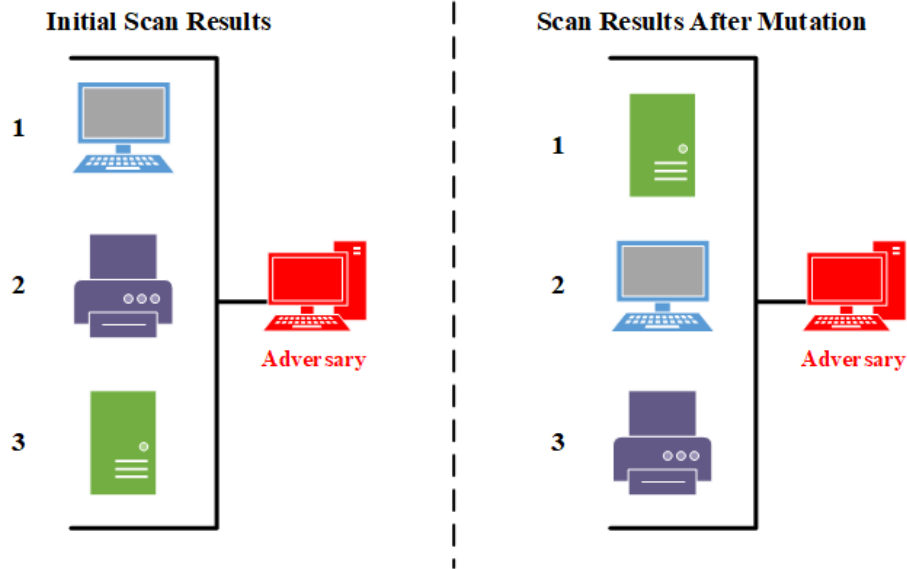 Initial Scan Results
1
2
3
Adversary
Scan Results After Mutation
1
2
3
Adversary